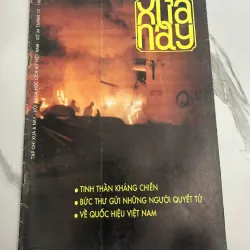 XƯA
NAY
TINH THẦN KHÁNG CHIẾN
BỨC THƯ GỬI NHỮNG NGƯỜI QUYẾT TỬ
VỀ QUỐC HIỆU VIỆT NAM